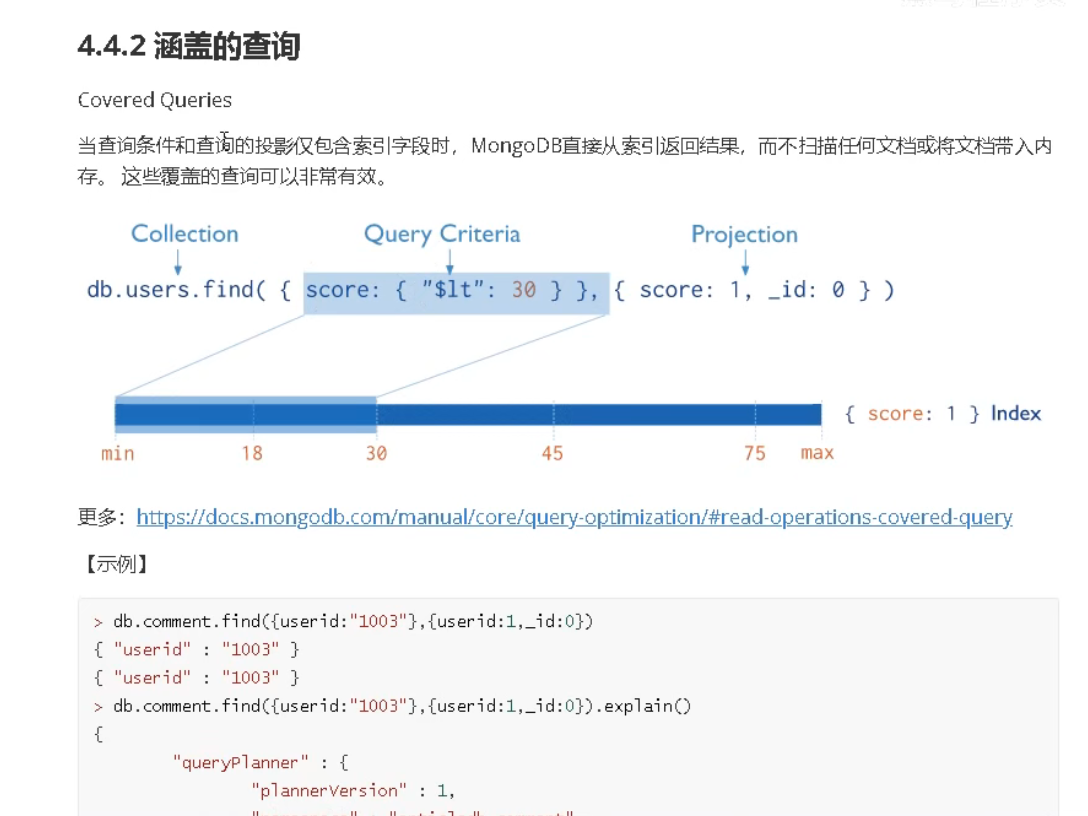 4.4.2 涵盖的查询
Covered Queries
当查询条件和查询的投影仅包含索引字段时，MongoDB直接从索引返回结果，而不扫描任何文档或将文档带入内
存。 这些覆盖的查询可以非常有效。
Collection Query Criteria Projection
db.users.find( { score: { "$lt": 30 } }, { score: 1, _id: 0 } )
{ score: 1 } Index
min 18 30 45 75 max
更多：https://docs.mongodb.com/manual/core/query-optimization/#read-operations-covered-query
【示例】
> db.comment.find({userid:"1003"},{userid:1,_id:0})
{ "userid" : "1003" }
{ "userid" : "1003" }
> db.comment.find({userid:"1003"},{userid:1,_id:0}).explain()
{
"queryPlanner" : {
"plannerVersion" : 1,